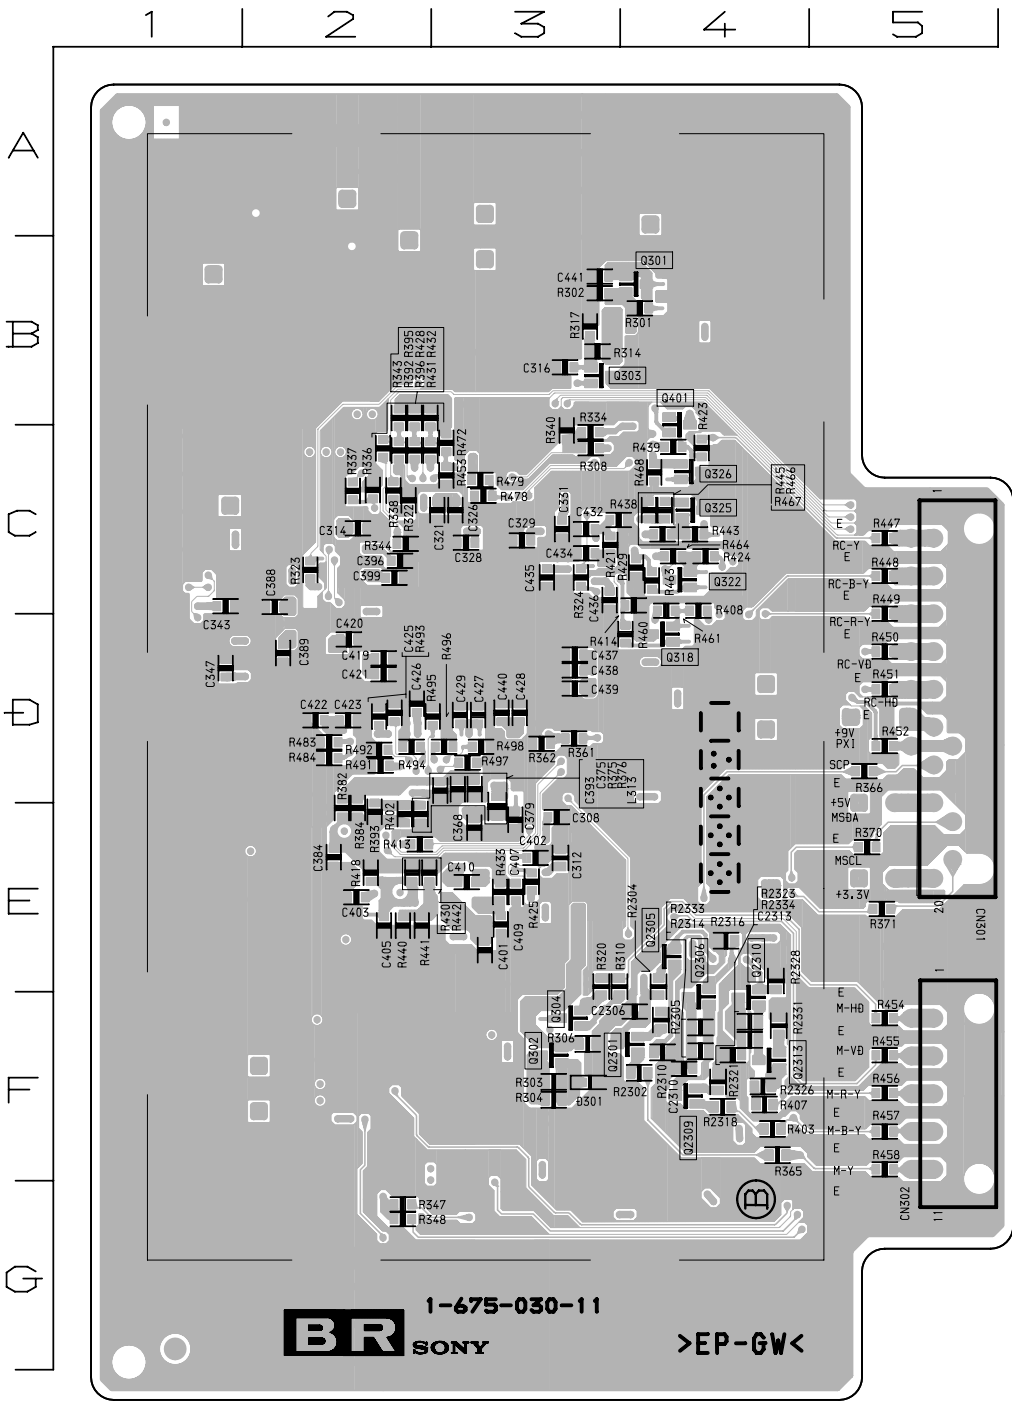 1 2 3 4 5
A
Q301
C441
R302
R301
B
R317
R314
C316
Q303
R343 R395
R392 R428
R396 R432
R431
Q401
R423
R340
R334
R439
R308
R472
R453
R337
R336
R468
Q326
R445
R466
R467
R479
R478
C
R338
R322
C321
C326
C331
C432
R438
Q325
C314
C329
R443
R344
C328
C434
R421
R464
R424
C396
C399
R323
C435
R324
R429
R463
Q322
C388
C436
C343
R408
C420
C425
R493
R496
R414
R460
R461
C389
C419
C421
C437
C438
Q318
C347
C426
R495
C429
C427
C440
C428
C439
D
C422
C423
R483
R484
R492
R491
R494
R498
R497
R362
R361
C393
C375
R375
R376
L313
R382
R384
R393
R402
C368
C379
C308
R413
C402
C384
R418
R433
C407
C312
C410
E
C403
R430
R442
R425
C405
R440
R441
C409
C401
R2304
Q2305
R2333
R2314
R2316
R2323
R2334
C2313
Q2306
Q2310
R320
R310
R2328
Q304
C2306
R2305
R2331
R306
Q302
Q2301
R2310
Q2313
F
R303
R304
D301
R2302
C2310
R2321
R2326
R2318
R407
R403
Q2309
R365
R347
R348
B
G
E
R447
RC-Y
E
R448
RC-B-Y
E
R449
RC-R-Y
E
R450
RC-VD
E
R451
RC-HD
+9V
PXI
R452
SCP
E
R366
+5V
MSDA
E
R370
MSCL
E
+3.3V
R371
1
20
CN301
1
E
M-HD
R454
E
M-VD
R455
E
R456
M-R-Y
E
R457
M-B-Y
E
R458
M-Y
E
CN302
11
1-675-030-11
BR SONY
>EP-GW<